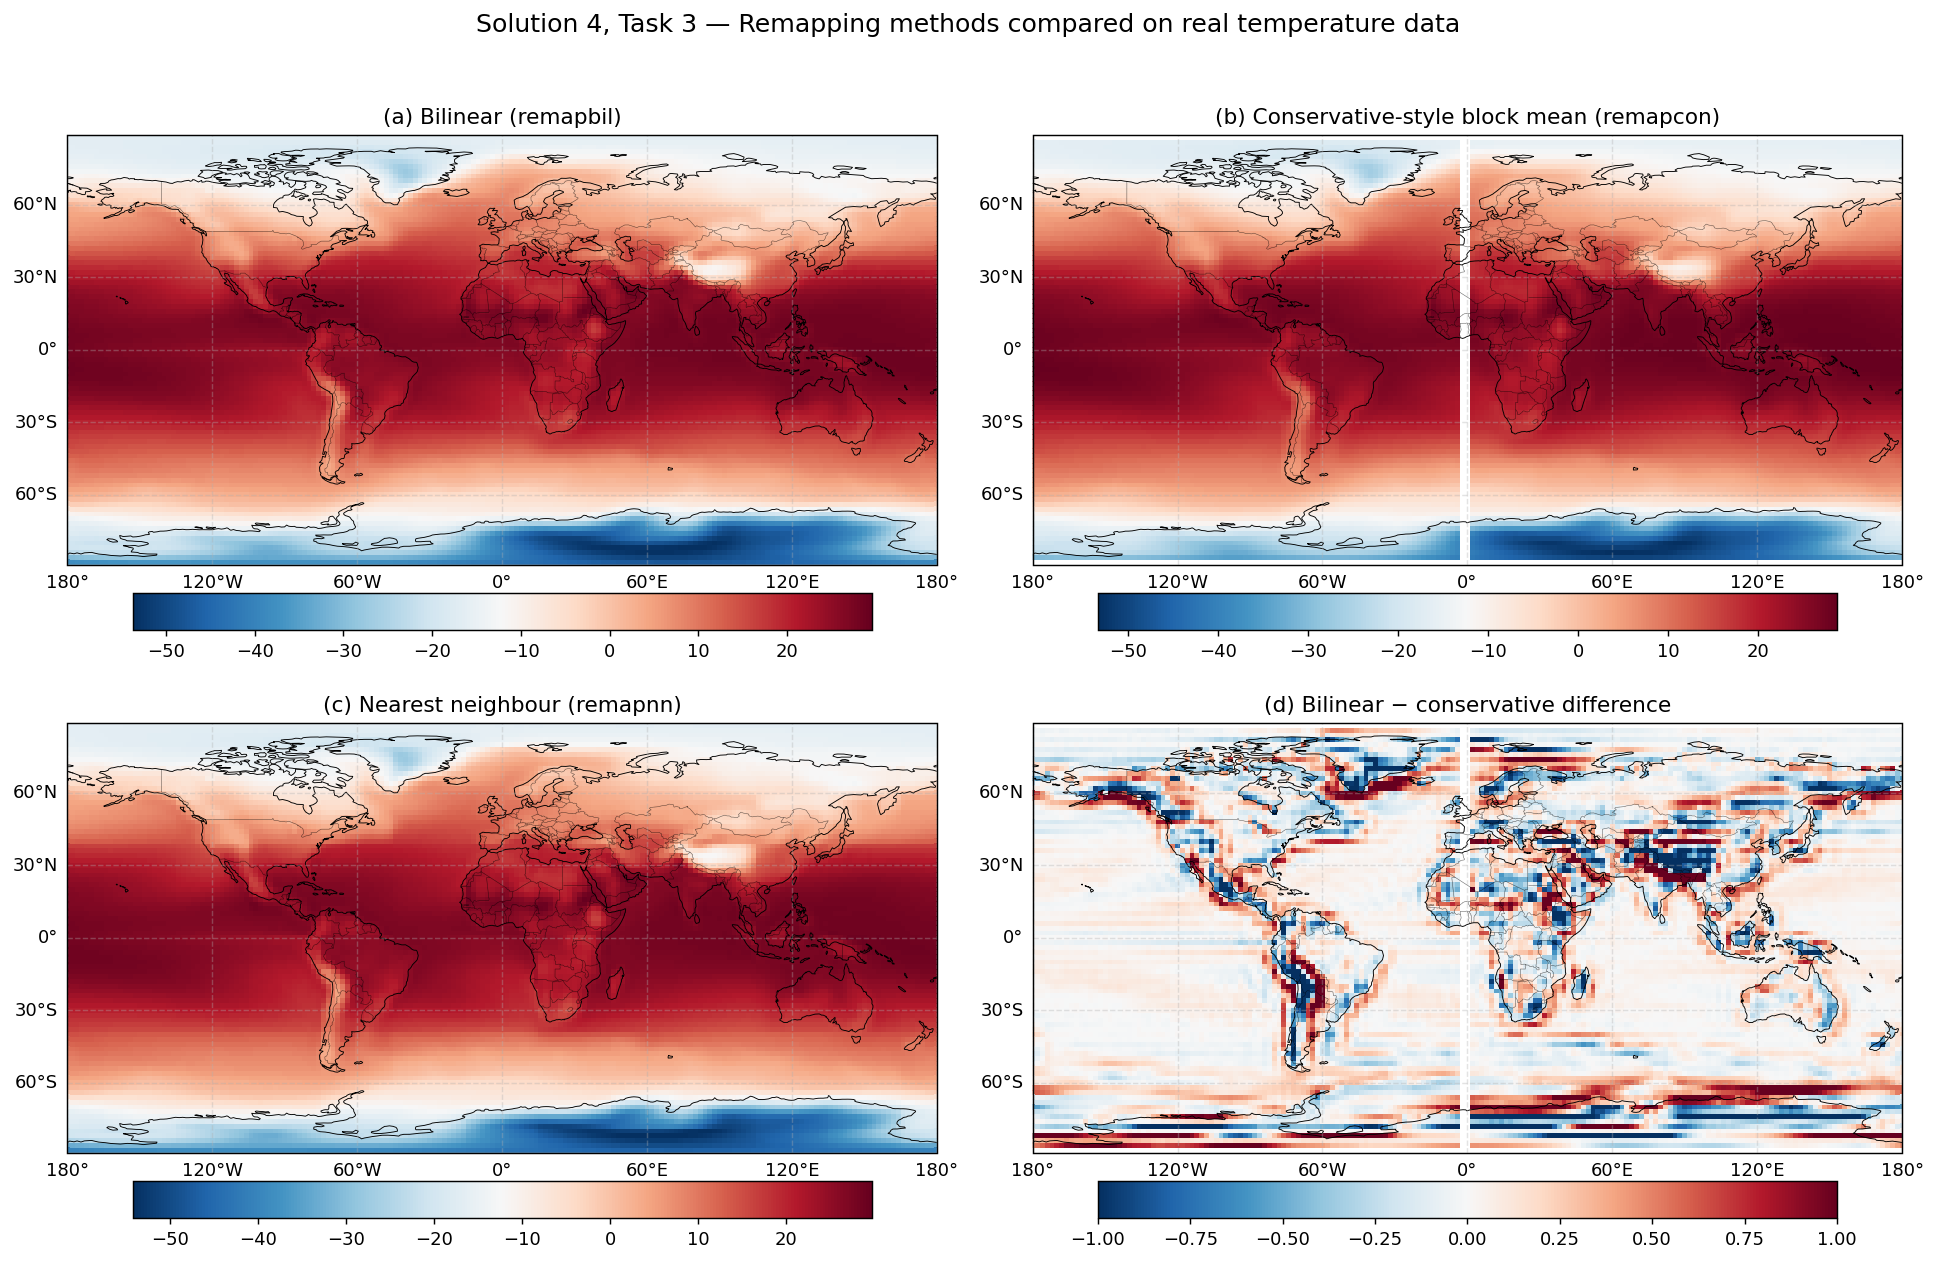 Solution 4, Task 3 — Remapping methods compared on real temperature data
(a) Bilinear (remapbil)
60°N
30°N
0°
30°S
60°S
180° 120°W 60°W 0° 60°E 120°E 180°
−50 −40 −30 −20 −10 0 10 20
(b) Conservative-style block mean (remapcon)
60°N
30°N
0°
30°S
60°S
180° 120°W 60°W 0° 60°E 120°E 180°
−50 −40 −30 −20 −10 0 10 20
(c) Nearest neighbour (remapnn)
60°N
30°N
0°
30°S
60°S
180° 120°W 60°W 0° 60°E 120°E 180°
−50 −40 −30 −20 −10 0 10 20
(d) Bilinear − conservative difference
60°N
30°N
0°
30°S
60°S
180° 120°W 60°W 0° 60°E 120°E 180°
−1.00 −0.75 −0.50 −0.25 0.00 0.25 0.50 0.75 1.00